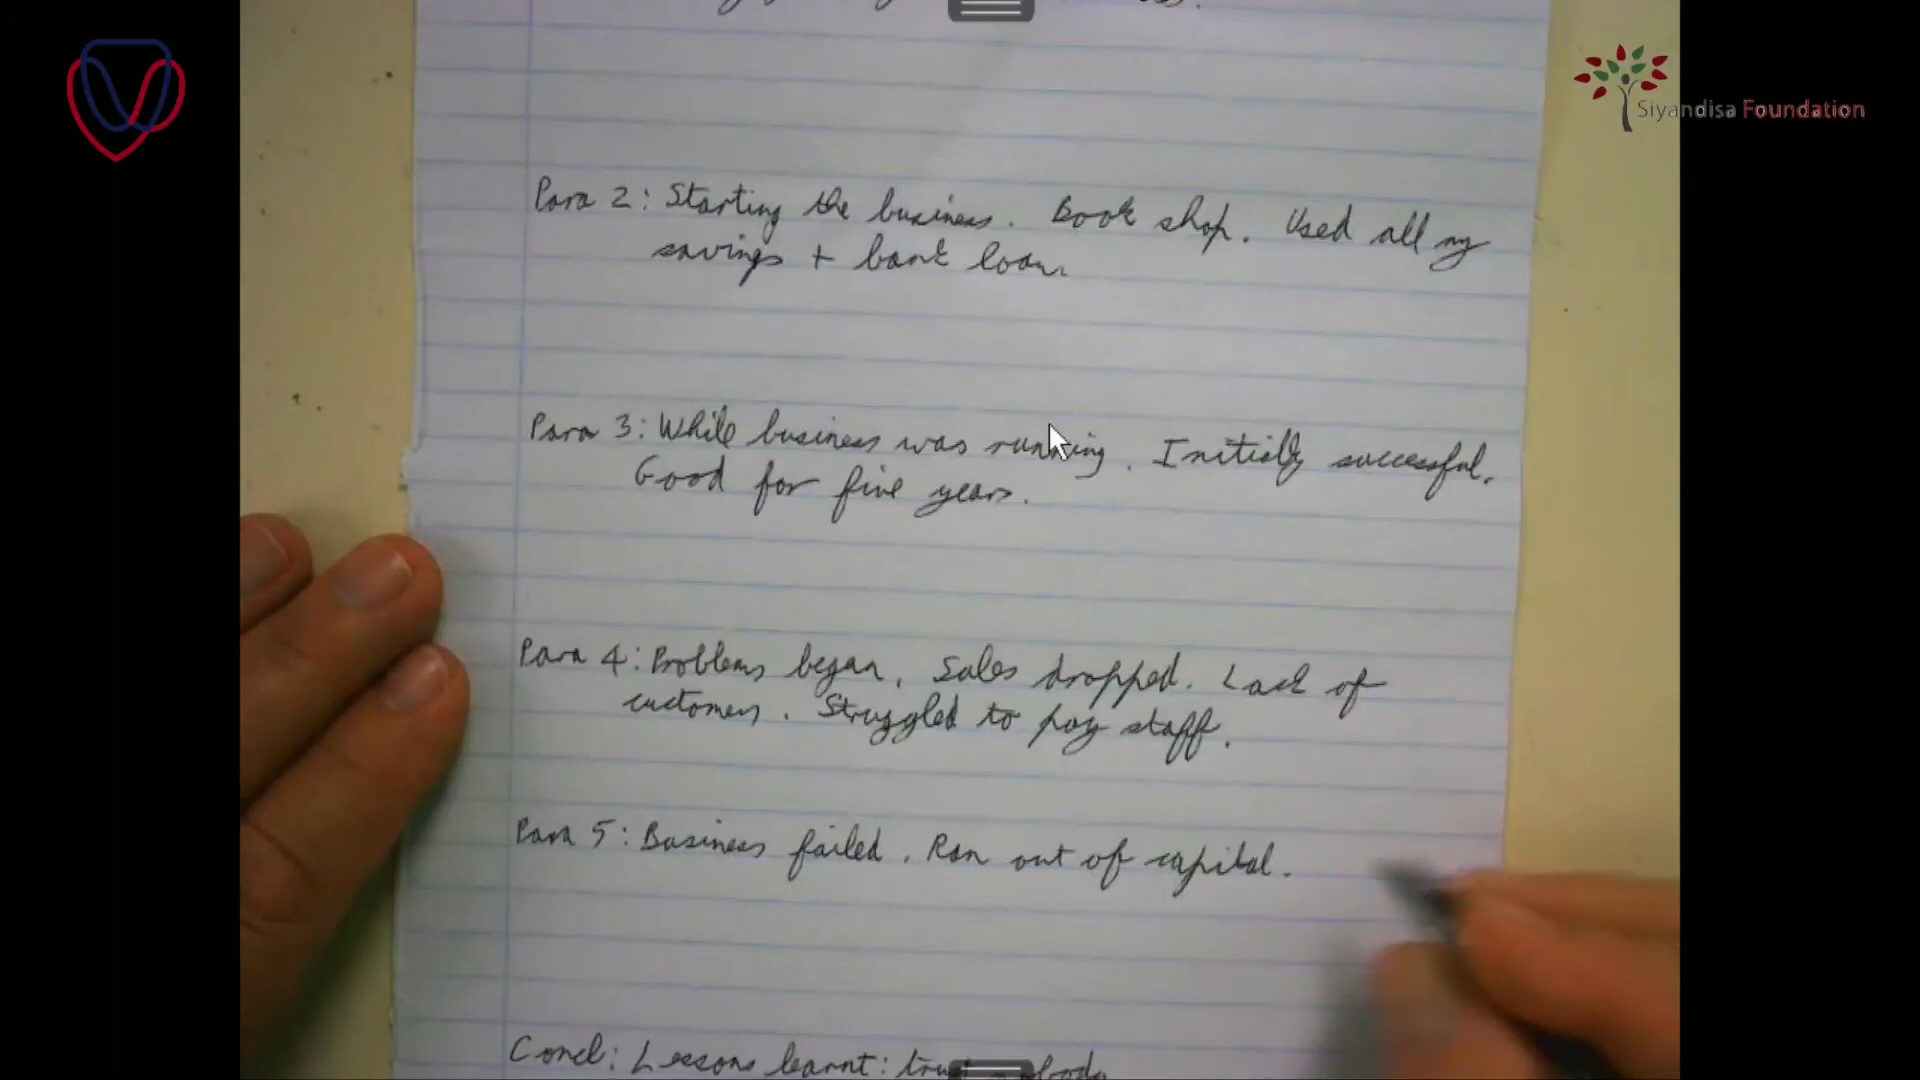 Siyandisa Foundation
Para 2: Starting the business. Book shop. Used all my
savings + bank loan.
Para 3: While business was running. Initially successful.
Good for five years.
Para 4: Problems began. Sales dropped. Lack of
customers. Struggled to pay staff.
Para 5: Business failed. Ran out of capital.
Concl: Lessons learnt: